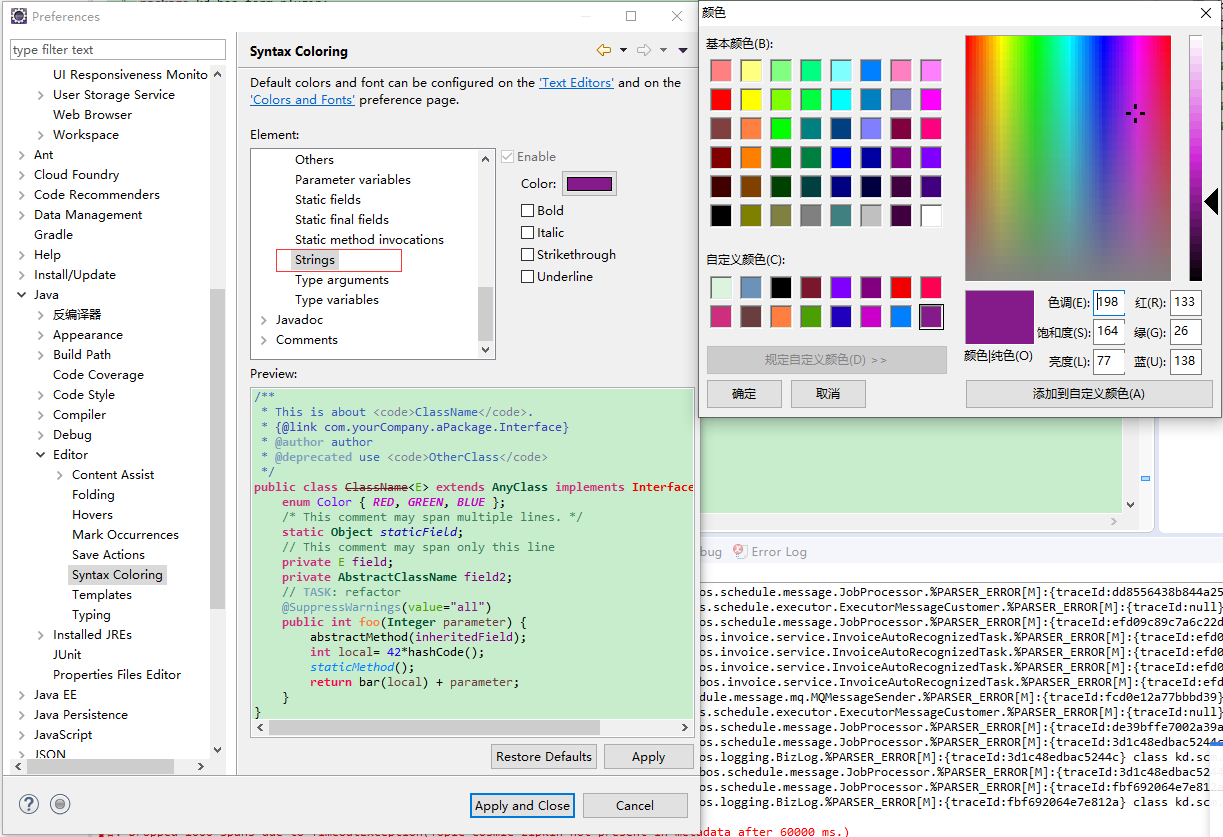 Preferences
type filter text
UI Responsiveness Monito
User Storage Service
Web Browser
Workspace
Ant
Cloud Foundry
Code Recommenders
Data Management
Gradle
Help
Install/Update
Java
反编译器
Appearance
Build Path
Code Coverage
Code Style
Compiler
Debug
Editor
Content Assist
Folding
Hovers
Mark Occurrences
Save Actions
Syntax Coloring
Templates
Typing
Installed JREs
JUnit
Properties Files Editor
Java EE
Java Persistence
JavaScript
JSON
Syntax Coloring
Default colors and font can be configured on the 'Text Editors' and on the
'Colors and Fonts' preference page.
Element:
Others
Parameter variables
Static fields
Static final fields
Static method invocations
Strings
Type arguments
Type variables
Javadoc
Comments
Enable
Color:
Bold
Italic
Strikethrough
Underline
Preview:
/**
* This is about <code>ClassName</code>.
* {@link com.yourCompany.aPackage.Interface}
* @author author
* @deprecated use <code>OtherClass</code>
*/
public class ClassName<E> extends AnyClass implements Interface
enum Color { RED, GREEN, BLUE };
/* This comment may span multiple lines. */
static Object staticField;
// This comment may span only this line
private E field;
private AbstractClassName field2;
// TASK: refactor
@SuppressWarnings(value="all")
public int foo(Integer parameter) {
abstractMethod(inheritedField);
int local= 42*hashCode();
staticMethod();
return bar(local) + parameter;
}
}
Restore Defaults
Apply
Apply and Close
Cancel
颜色
基本颜色(B):
自定义颜色(C):
规定自定义颜色(D) >>
确定
取消
颜色|纯色(O)
色调(E): 198
红(R): 133
饱和度(S): 164
绿(G): 26
亮度(L): 77
蓝(U): 138
添加到自定义颜色(A)
bug
Error Log
os.schedule.message.JobProcessor.%PARSER_ERROR[M]:{traceId:dd8556438b844a25
os.schedule.executor.ExecutorMessageCustomer.%PARSER_ERROR[M]:{traceId:null}
os.schedule.message.JobProcessor.%PARSER_ERROR[M]:{traceId:efd09c89c7a6c22d
os.invoice.service.InvoiceAutoRecognizedTask.%PARSER_ERROR[M]:{traceId:efd0
os.invoice.service.InvoiceAutoRecognizedTask.%PARSER_ERROR[M]:{traceId:efd0
os.invoice.service.InvoiceAutoRecognizedTask.%PARSER_ERROR[M]:{traceId:efd0
os.invoice.service.InvoiceAutoRecognizedTask.%PARSER_ERROR[M]:{traceId:efd
dule.message.mq.MQMessageSender.%PARSER_ERROR[M]:{traceId:fcd0e12a77bbbd39}
os.schedule.executor.ExecutorMessageCustomer.%PARSER_ERROR[M]:{traceId:null}
os.schedule.message.JobProcessor.%PARSER_ERROR[M]:{traceId:de39bffe7002a39a
os.schedule.message.JobProcessor.%PARSER_ERROR[M]:{traceId:3d1c48edbac5244c
os.logging.BizLog.%PARSER_ERROR[M]:{traceId:3d1c48edbac5244c} class kd.sc
os.schedule.message.JobProcessor.%PARSER_ERROR[M]:{traceId:3d1c48edbac5244
os.schedule.message.JobProcessor.%PARSER_ERROR[M]:{traceId:fbf692064e7e81
os.logging.BizLog.%PARSER_ERROR[M]:{traceId:fbf692064e7e812a} class kd.sc
metadata after 60000 ms.)